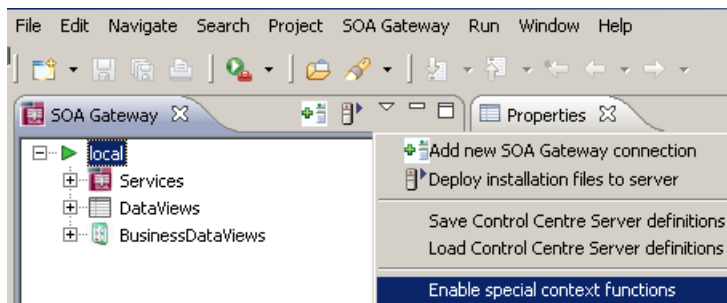 File Edit Navigate Search Project SOA Gateway Run Window Help
SOA Gateway
Properties
local
Services
DataViews
BusinessDataViews
Add new SOA Gateway connection
Deploy installation files to server
Save Control Centre Server definitions
Load Control Centre Server definitions
Enable special context functions